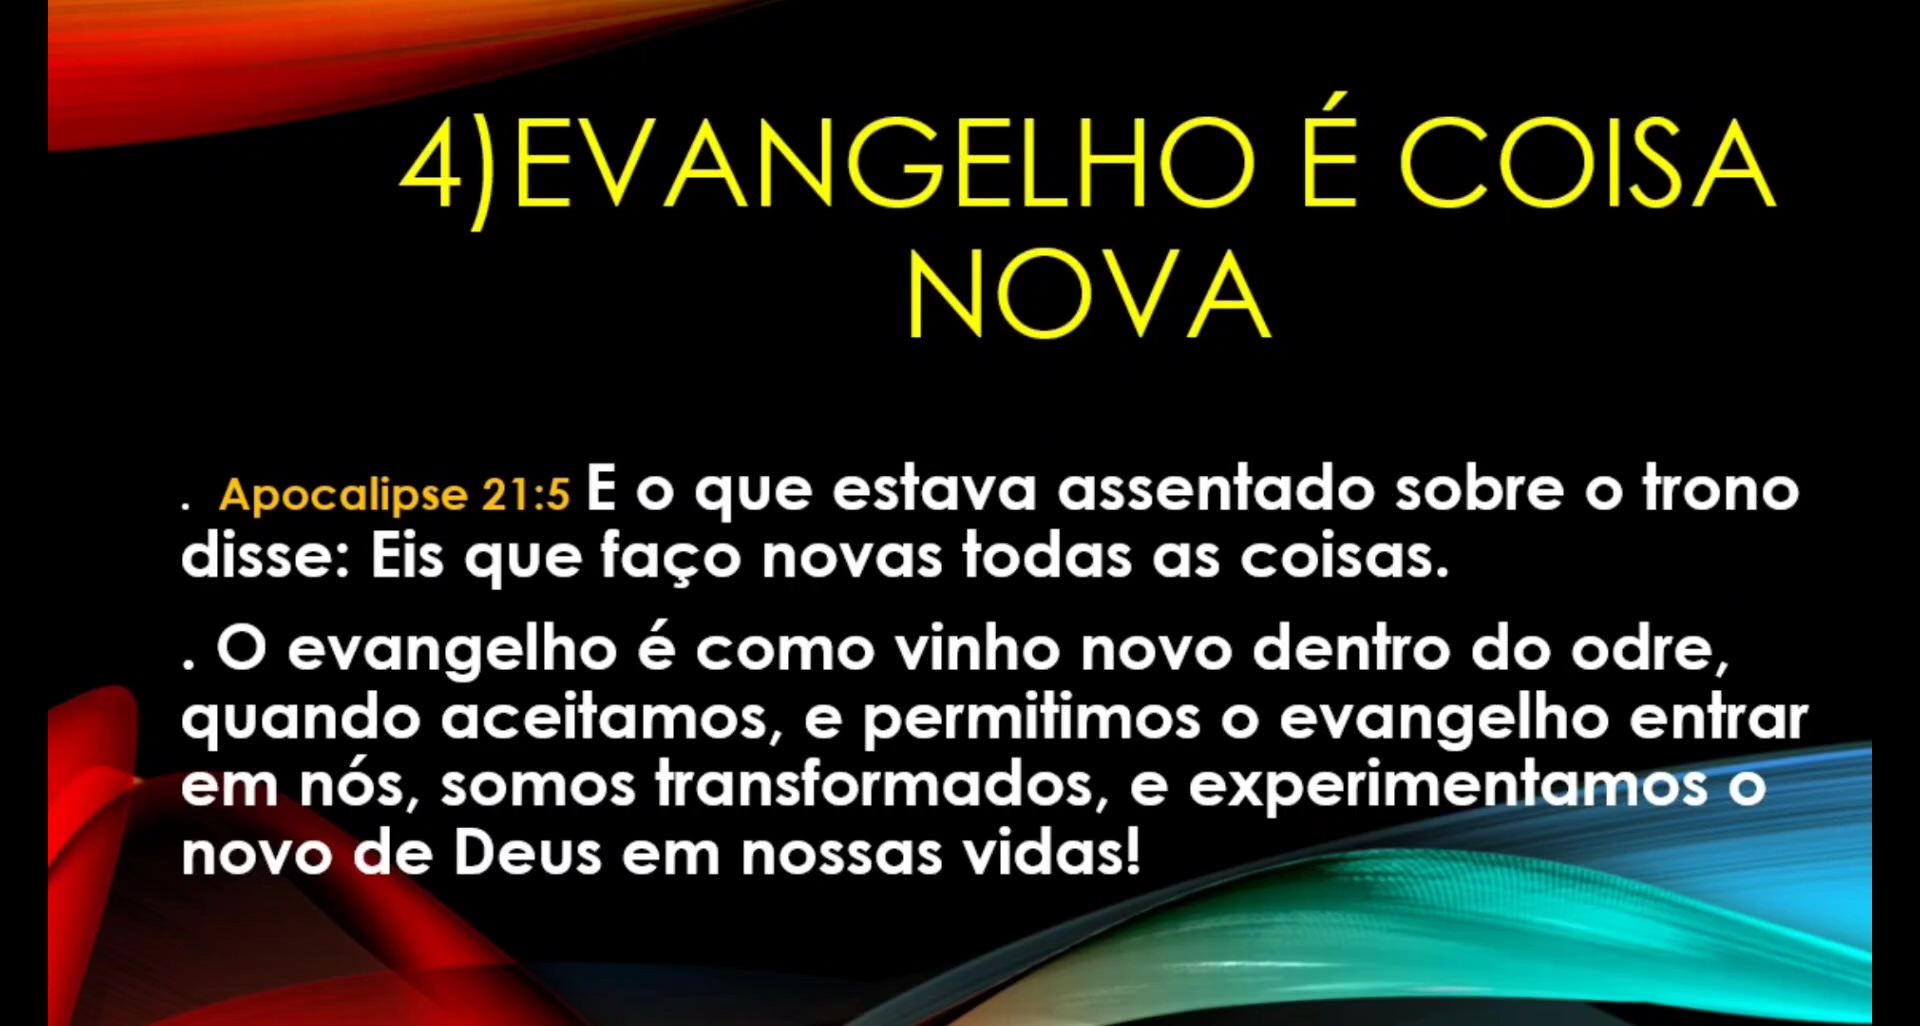 4)EVANGELHO É COISA
NOVA
. Apocalipse 21:5 E o que estava assentado sobre o trono
disse: Eis que faço novas todas as coisas.
. O evangelho é como vinho novo dentro do odre,
quando aceitamos, e permitimos o evangelho entrar
em nós, somos transformados, e experimentamos o
novo de Deus em nossas vidas!